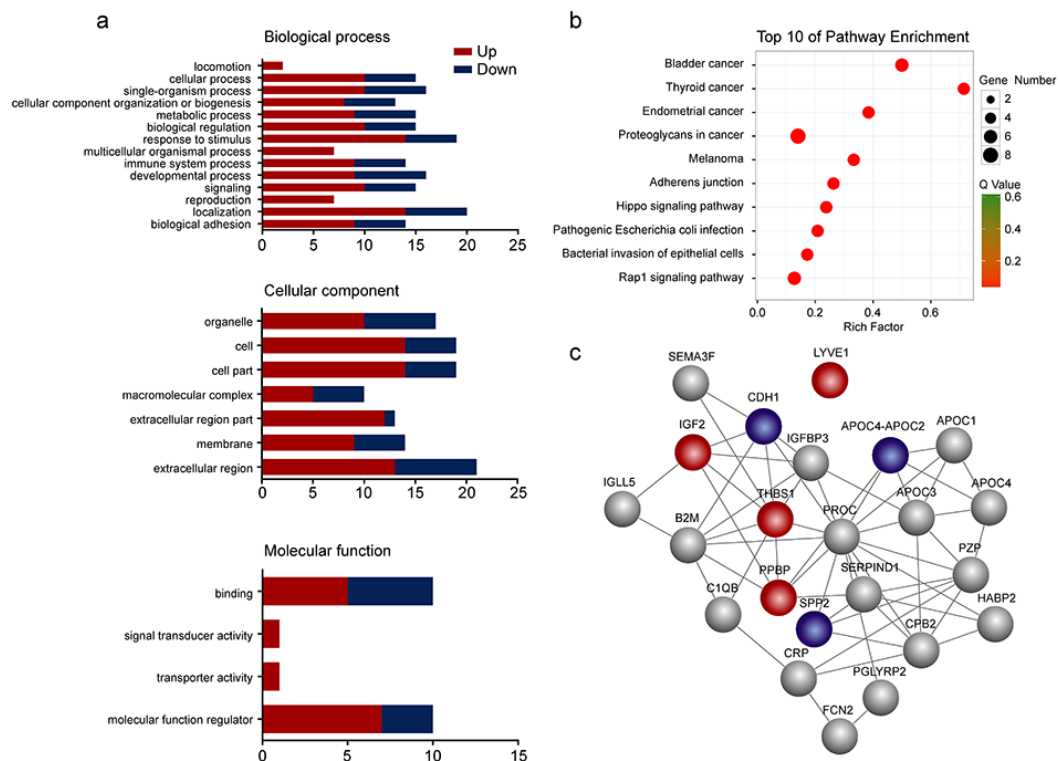 a
Biological process
Up
Down
locomotion
cellular process
single-organism process
cellular component organization or biogenesis
metabolic process
biological regulation
response to stimulus
multicellular organismal process
immune system process
developmental process
signaling
reproduction
localization
biological adhesion
0 5 10 15 20 25
Cellular component
organelle
cell
cell part
macromolecular complex
extracellular region part
membrane
extracellular region
0 5 10 15 20 25
Molecular function
binding
signal transducer activity
transporter activity
molecular function regulator
0 5 10 15
b
Top 10 of Pathway Enrichment
Bladder cancer
Thyroid cancer
Endometrial cancer
Proteoglycans in cancer
Melanoma
Adherens junction
Hippo signaling pathway
Pathogenic Escherichia coli infection
Bacterial invasion of epithelial cells
Rap1 signaling pathway
0.0 0.2 0.4 0.6
Rich Factor
Gene Number
2
4
6
8
Q Value
0.6
0.4
0.2
c
SEMA3F
LYVE1
CDH1
IGF2
IGFBP3
APOC4-APOC2
APOC1
IGLL5
THBS1
APOC3
APOC4
B2M
PROC
PZP
C1QB
PPBP
SERPIND1
SPP2
HABP2
CPB2
CRP
PGLYRP2
FCN2